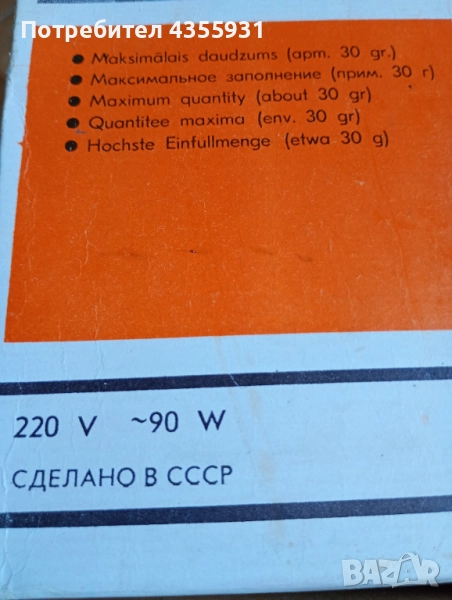 Потребител 4355931
Maksimālais daudzums (apm. 30 gr.)
Максимальное заполнение (прим. 30 г)
Maximum quantity (about 30 gr)
Quantitee maxima (env. 30 gr)
Hochste Einfullmenge (etwa 30 g)
220 V ~90 W
СДЕЛАНО В СССР
BAZAR